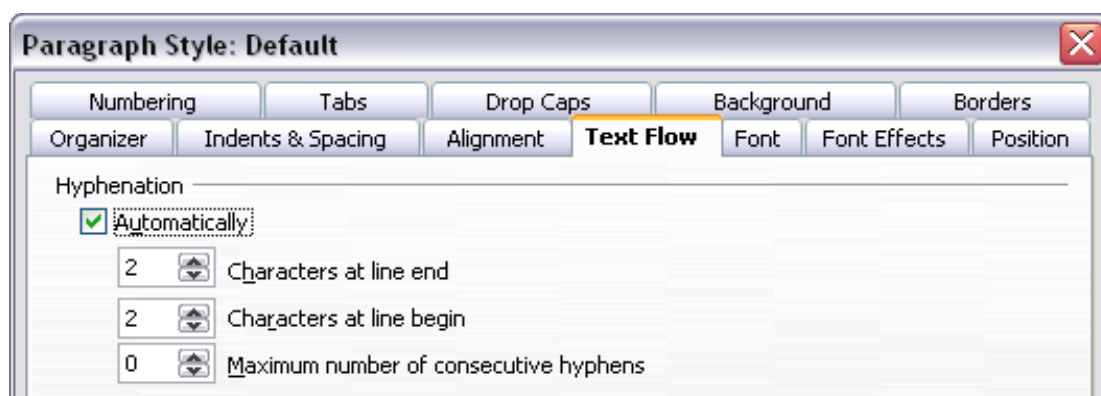 Paragraph Style: Default
Numbering Tabs Drop Caps Background Borders
Organizer Indents & Spacing Alignment Text Flow Font Font Effects Position
Hyphenation
Automatically
2 Characters at line end
2 Characters at line begin
0 Maximum number of consecutive hyphens